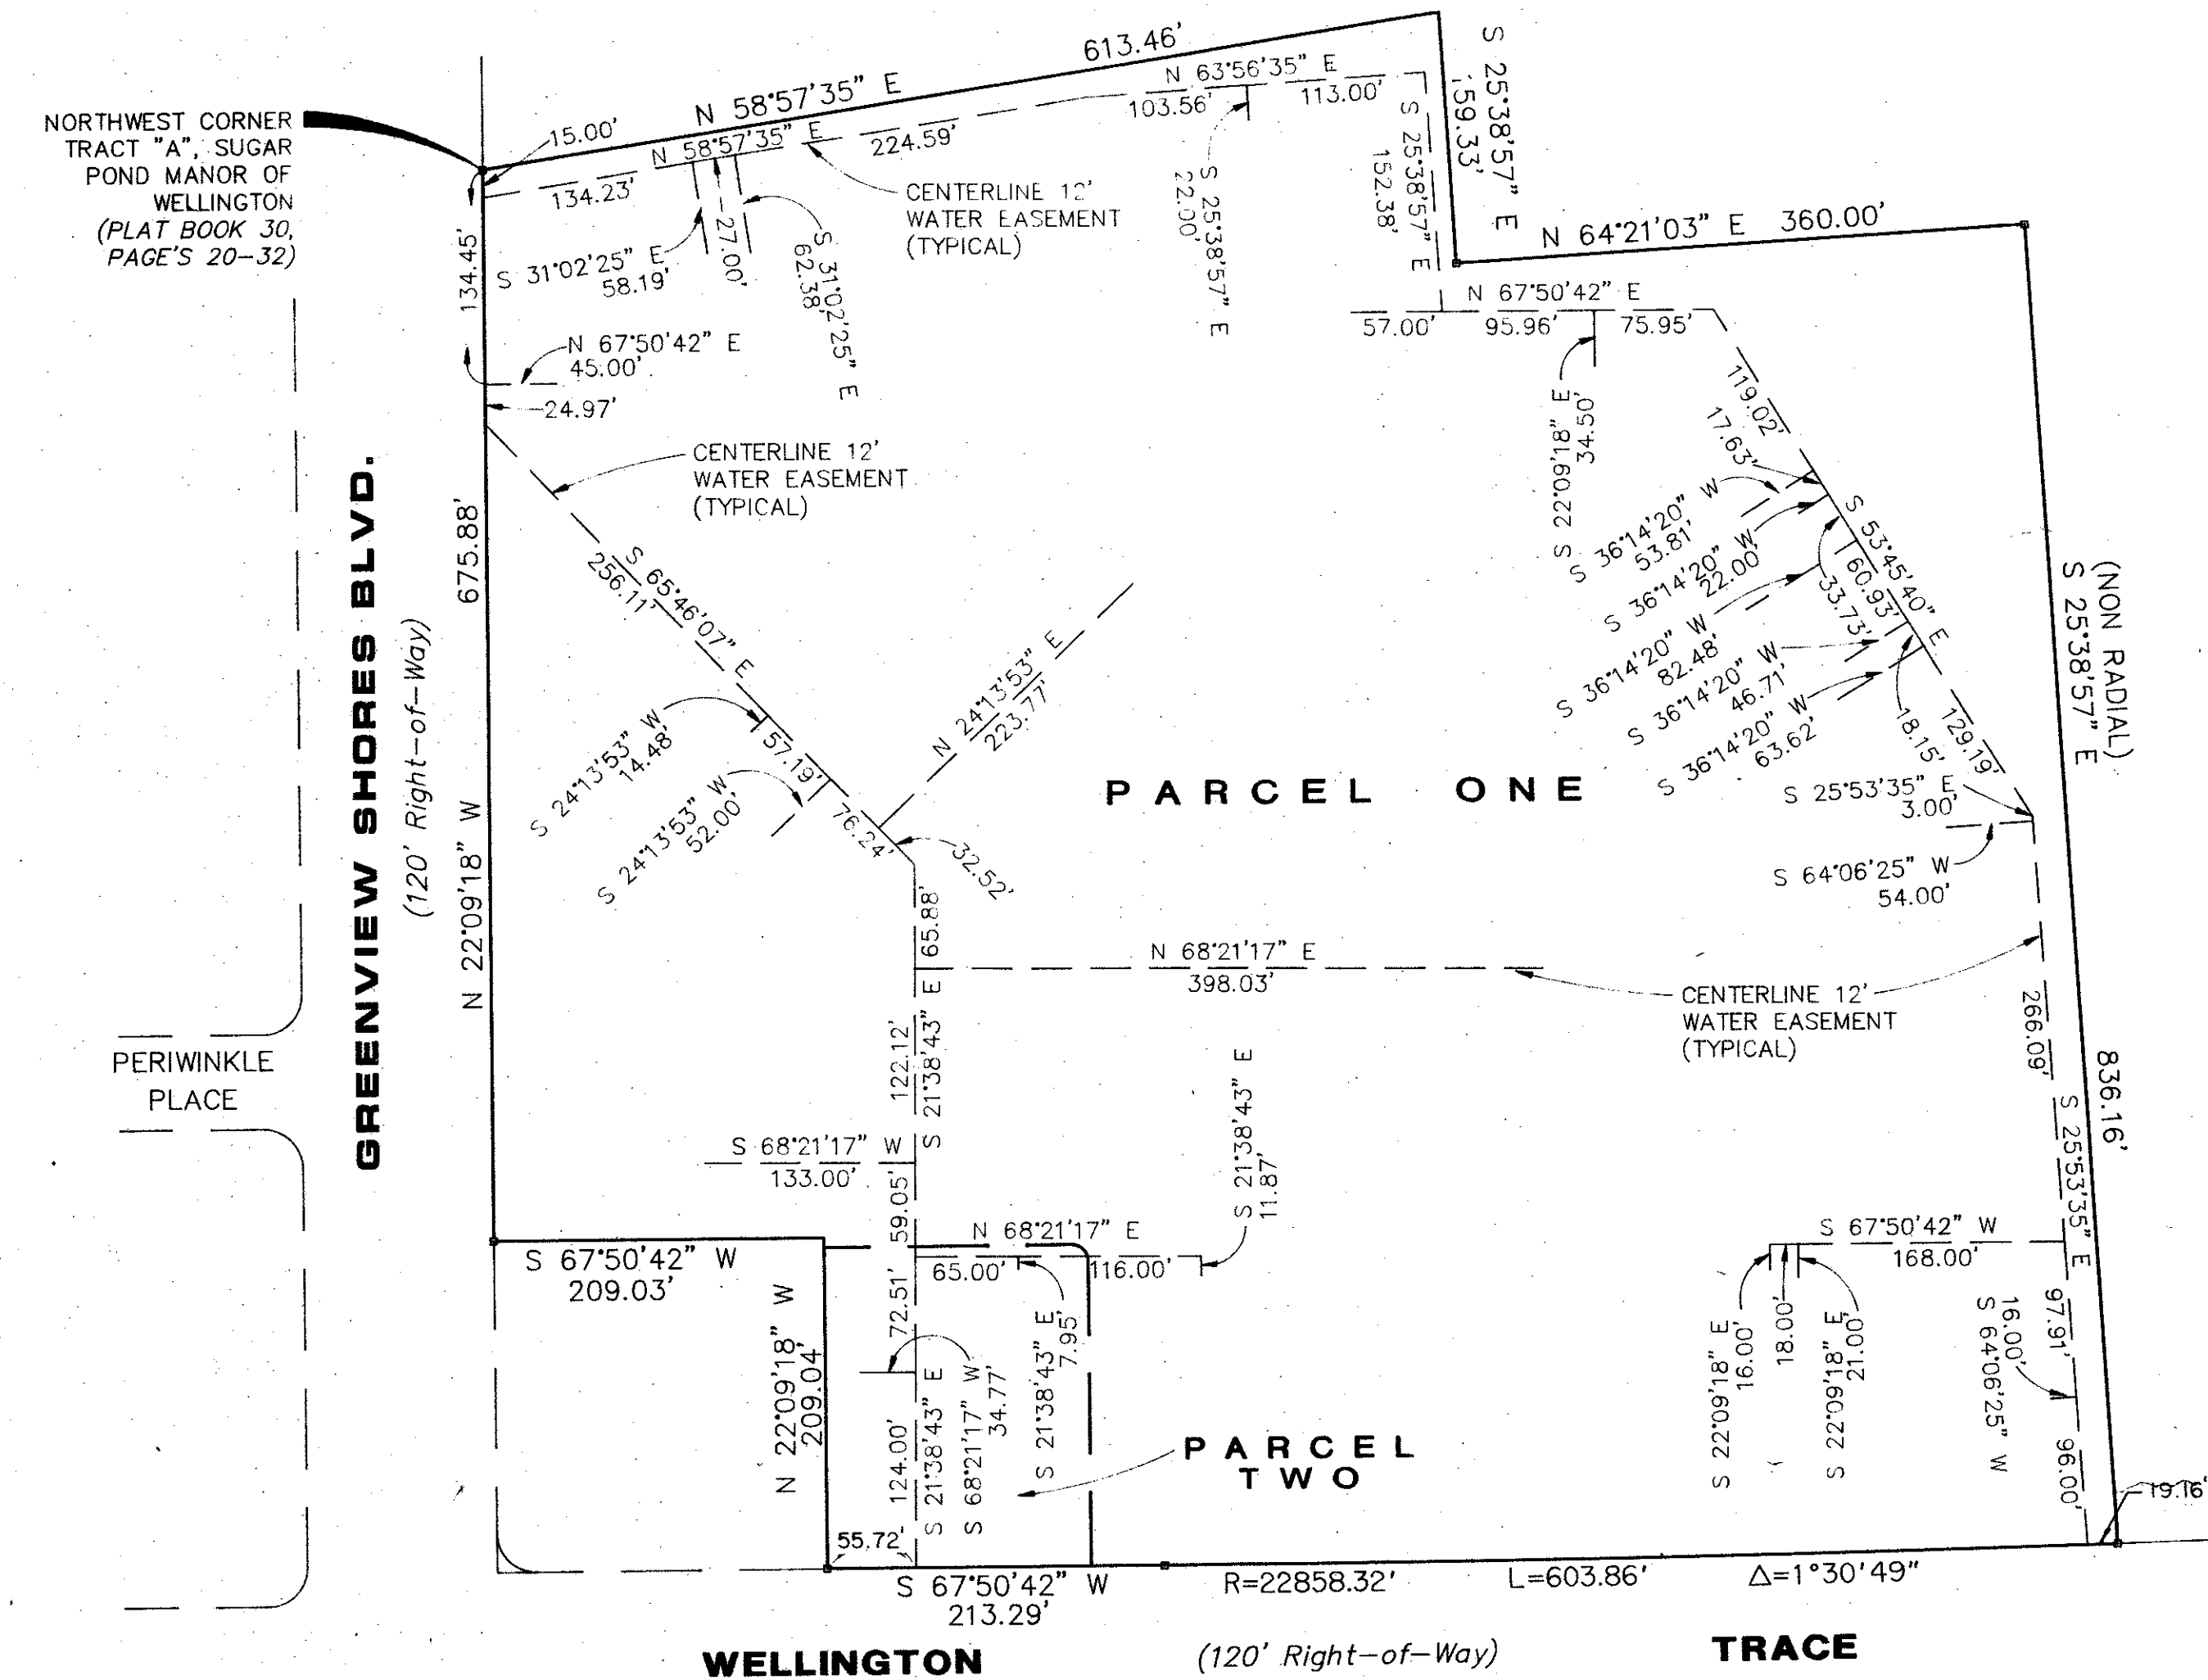 613.46'
N 58°57'35" E
N 63°56'35" E
103.56'
113.00'
S 25°38'57" E
159.33'
NORTHWEST CORNER
TRACT "A", SUGAR
POND MANOR OF
WELLINGTON
(PLAT BOOK 30,
PAGE'S 20-32)
15.00'
N 58°57'35" E
224.59'
134.23'
CENTERLINE 12'
WATER EASEMENT
(TYPICAL)
S 25°38'57" E
22.00'
S 25°38'57" E
152.38'
N 64°21'03" E 360.00'
134.45'
S 31°02'25" E
58.19'
27.00'
S 31°02'25" E
62.38'
N 67°50'42" E
45.00'
24.97'
N 67°50'42" E
57.00'
95.96'
75.95'
S 22°09'18" E
34.50'
119.02'
17.63'
CENTERLINE 12'
WATER EASEMENT
(TYPICAL)
GREENVIEW SHORES BLVD.
(120' Right-of-Way)
675.88'
N 22°09'18" W
S 65°46'07" E
256.11'
S 36°14'20" W
53.81'
S 36°14'20" W
22.00'
S 36°14'20" W
82.48'
S 36°14'20" W
46.71'
S 36°14'20" W
63.62'
S 53°45'40" E
60.93'
33.73'
18.15'
129.19'
(NON RADIAL)
S 25°38'57" E
836.16'
S 24°13'53" W
14.48'
57.19'
S 24°13'53" W
52.00'
76.24'
32.52'
N 24°13'53" E
223.77'
PARCEL ONE
S 25°53'35" E
3.00'
S 64°06'25" W
54.00'
65.88'
N 68°21'17" E
398.03'
CENTERLINE 12'
WATER EASEMENT
(TYPICAL)
266.09'
S 25°53'35" E
PERIWINKLE
PLACE
122.12'
S 21°38'43" E
S 68°21'17" W
133.00'
59.05'
S 21°38'43" E
11.87'
N 68°21'17" E
65.00'
116.00'
S 67°50'42" W
209.03'
N 22°09'18" W
209.04'
72.51'
124.00'
S 21°38'43" E
S 68°21'17" W
34.77'
S 21°38'43" E
7.95'
S 67°50'42" W
168.00'
S 22°09'18" E
16.00'
18.00'
S 22°09'18" E
21.00'
97.91'
16.00'
S 64°06'25" W
96.00'
19.16'
PARCEL
TWO
55.72'
S 67°50'42" W
213.29'
R=22858.32'
L=603.86'
Δ=1°30'49"
WELLINGTON
(120' Right-of-Way)
TRACE